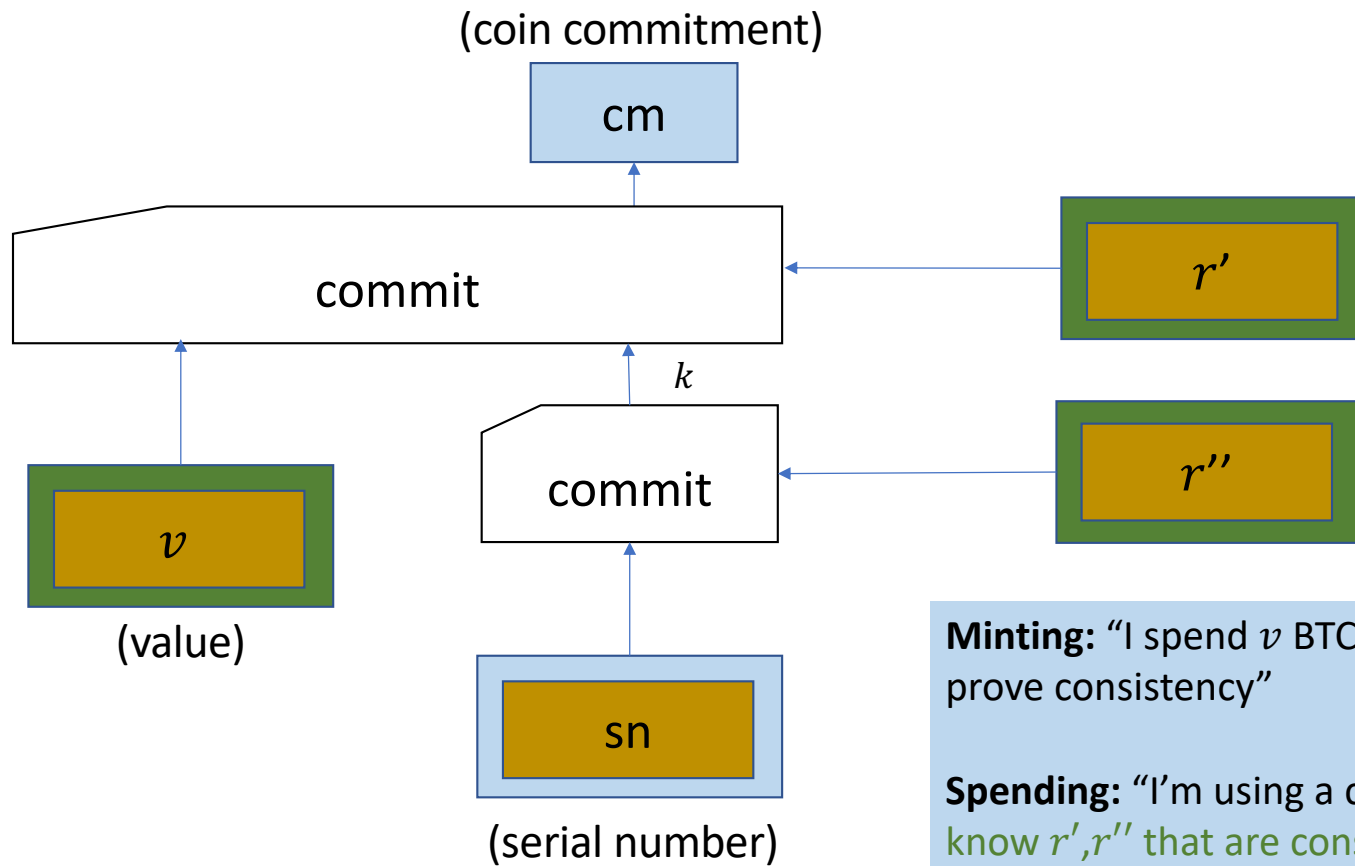 (coin commitment)
cm
commit
r′
k
commit
r′′
v
(value)
sn
(serial number)
Minting: “I spend v BTC
prove consistency”
Spending: “I’m using a
know r′,r′′ that are